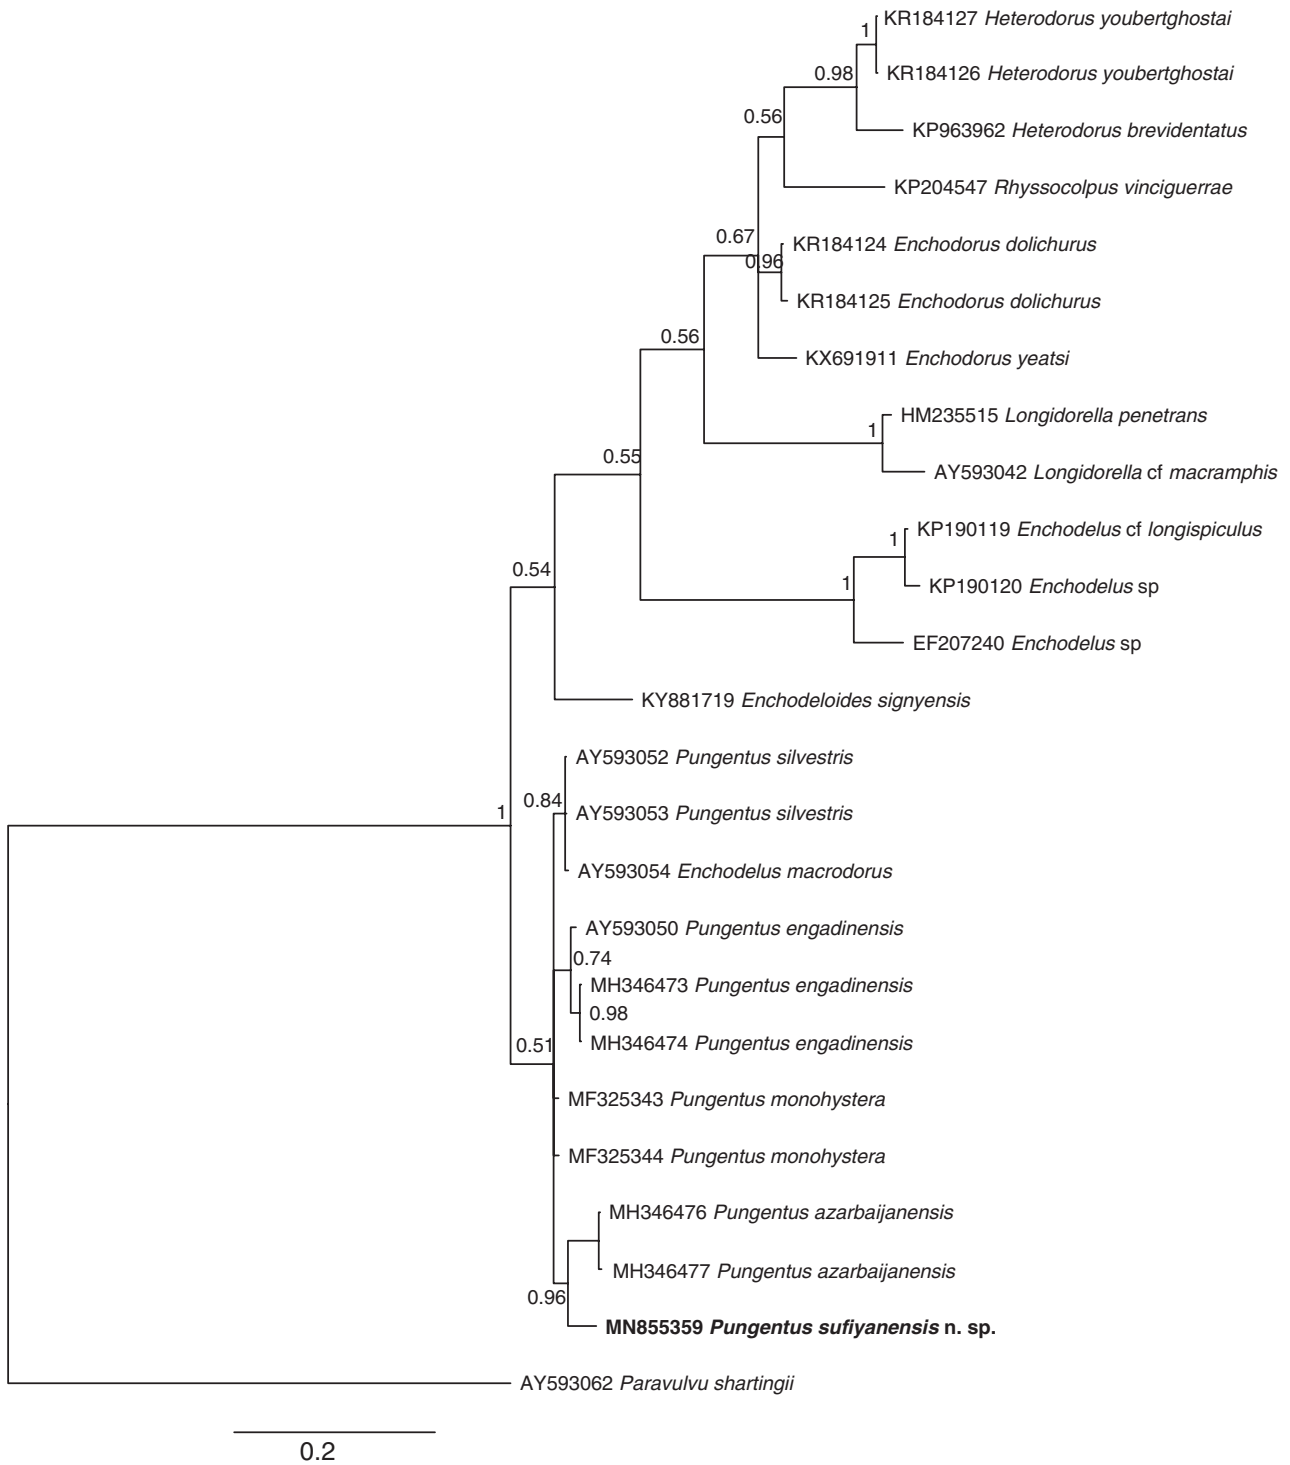 KR184127 Heterodorus youbertghostai
1
KR184126 Heterodorus youbertghostai
0.98
0.56
KP963962 Heterodorus brevidentatus
KP204547 Rhyssocolpus vinciguerrae
0.67
KR184124 Enchodorus dolichurus
0.96
KR184125 Enchodorus dolichurus
0.56
KX691911 Enchodorus yeatsi
HM235515 Longidorella penetrans
1
0.55
AY593042 Longidorella cf macramphis
KP190119 Enchodelus cf longispiculus
1
0.54
1
KP190120 Enchodelus sp
EF207240 Enchodelus sp
KY881719 Enchodeloides signyensis
AY593052 Pungentus silvestris
0.84
1
AY593053 Pungentus silvestris
AY593054 Enchodelus macrodorus
AY593050 Pungentus engadinensis
0.74
MH346473 Pungentus engadinensis
0.98
MH346474 Pungentus engadinensis
0.51
MF325343 Pungentus monohystera
MF325344 Pungentus monohystera
MH346476 Pungentus azarbaijanensis
MH346477 Pungentus azarbaijanensis
0.96
MN855359 Pungentus sufiyanensis n. sp.
AY593062 Paravulvu shartingii
0.2